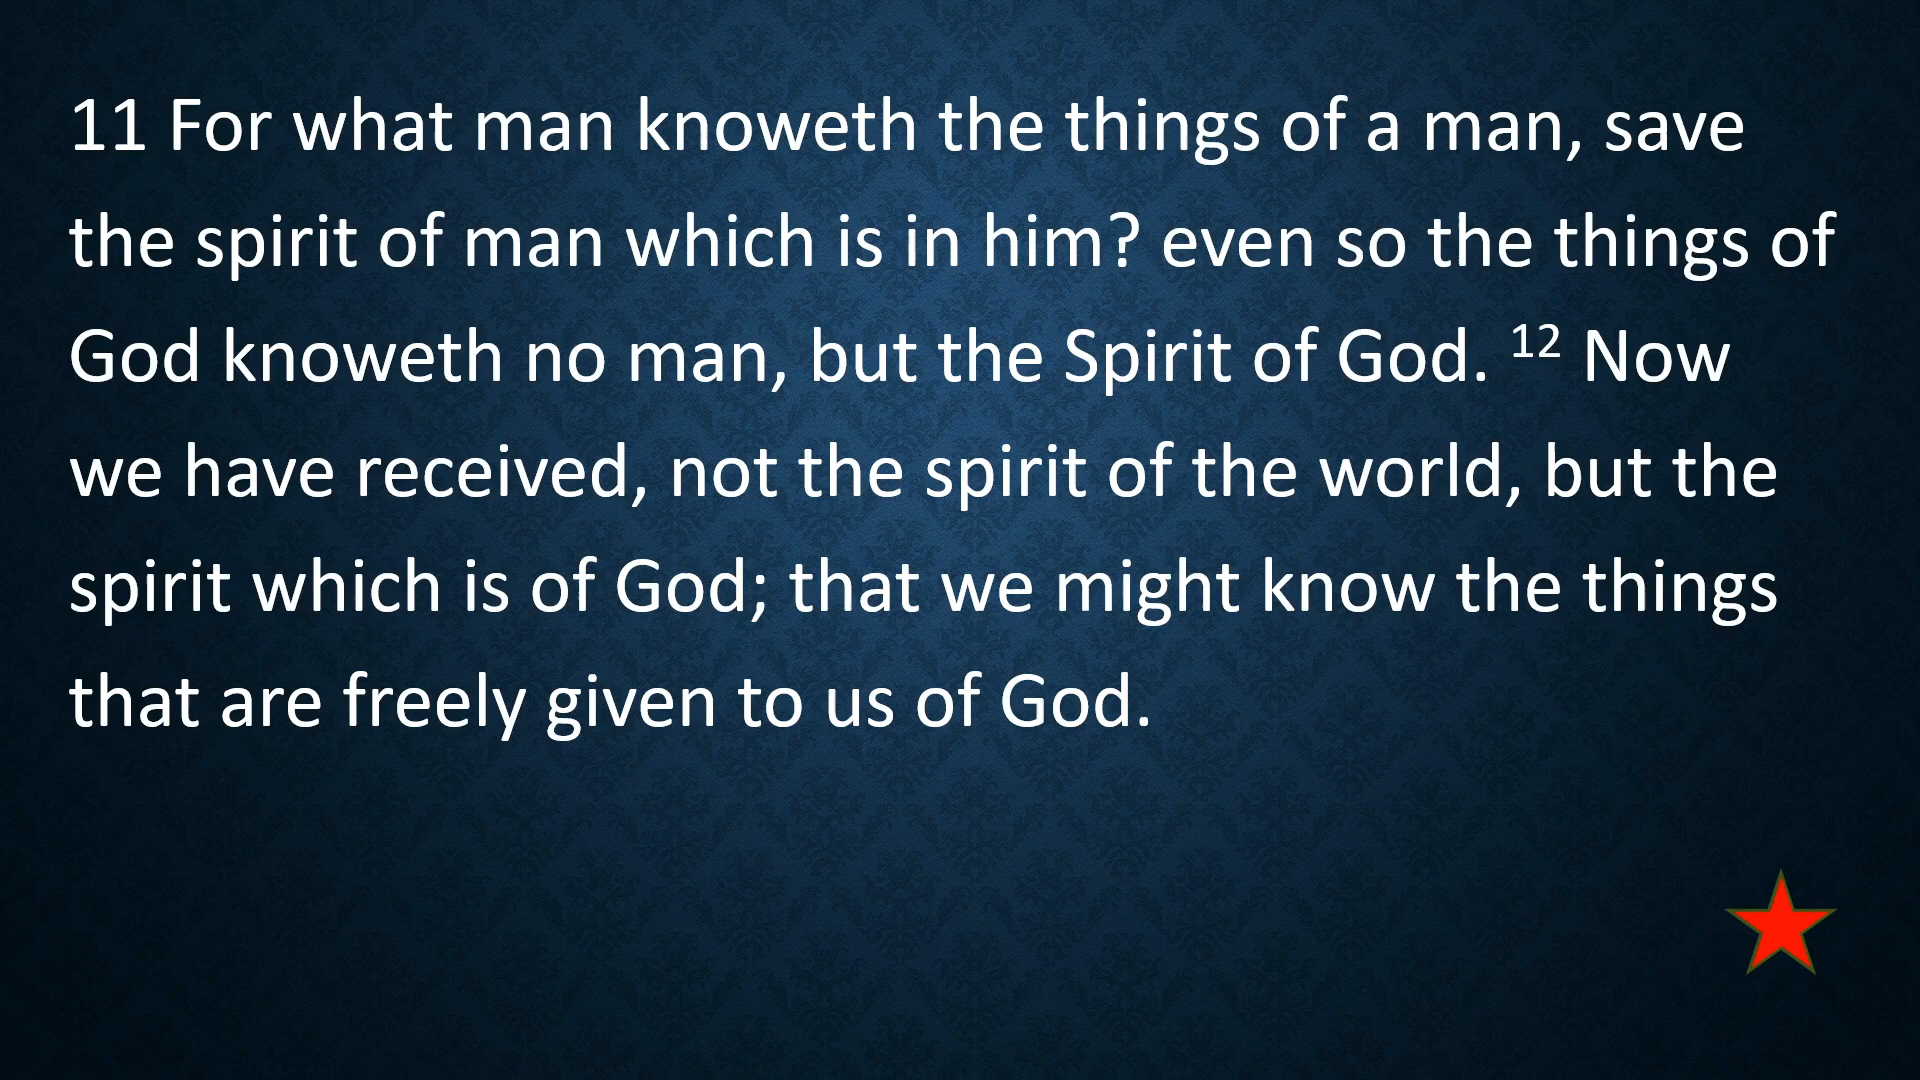 11 For what man knoweth the things of a man, save
the spirit of man which is in him? even so the things of
God knoweth no man, but the Spirit of God. 12 Now
we have received, not the spirit of the world, but the
spirit which is of God; that we might know the things
that are freely given to us of God.